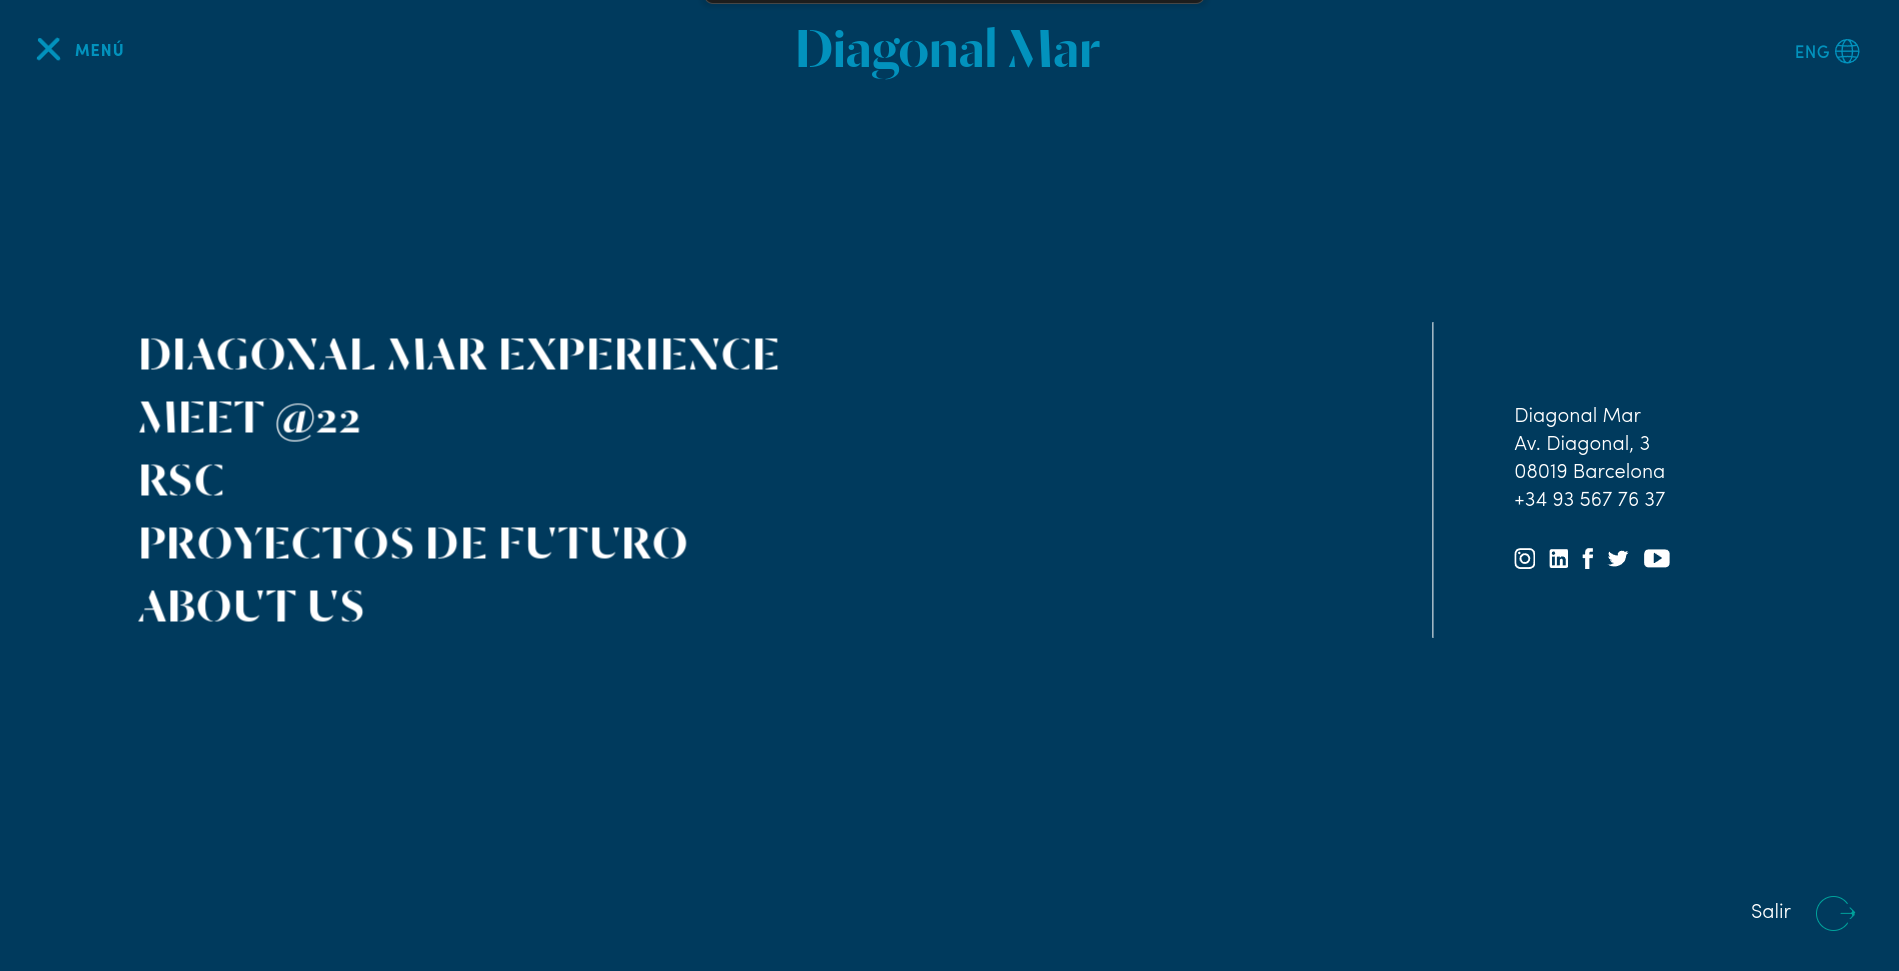 MENÚ
Diagonal Mar
ENG
DIAGONAL MAR EXPERIENCE
MEET @22
RSC
PROYECTOS DE FUTURO
ABOUT US
Diagonal Mar
Av. Diagonal, 3
08019 Barcelona
+34 93 567 76 37
Salir